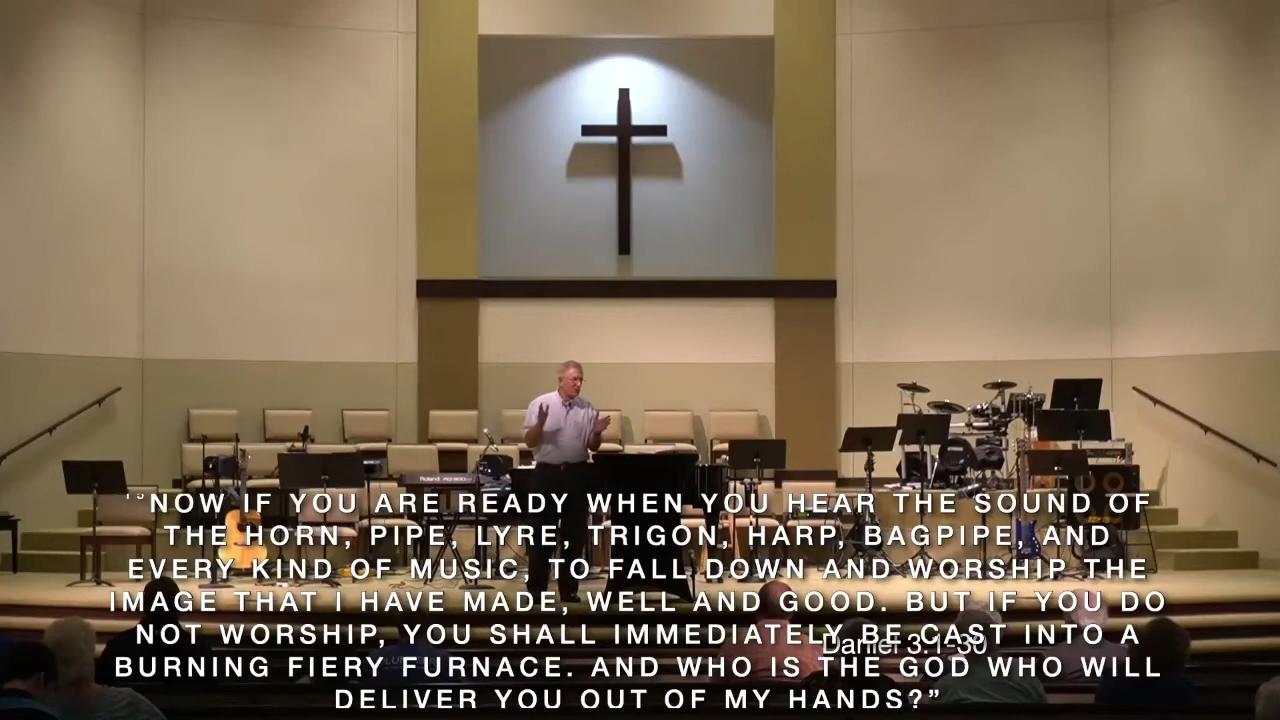 "¹⁵NOW IF YOU ARE READY WHEN YOU HEAR THE SOUND OF
THE HORN, PIPE, LYRE, TRIGON, HARP, BAGPIPE, AND
EVERY KIND OF MUSIC, TO FALL DOWN AND WORSHIP THE
IMAGE THAT I HAVE MADE, WELL AND GOOD. BUT IF YOU DO
NOT WORSHIP, YOU SHALL IMMEDIATELY BE CAST INTO A
Daniel 3:1-30
BURNING FIERY FURNACE. AND WHO IS THE GOD WHO WILL
DELIVER YOU OUT OF MY HANDS?”
Roland